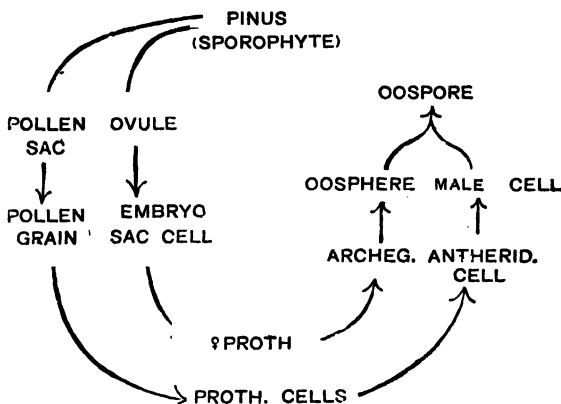 PINUS
(SPOROPHYTE)
POLLEN SAC
OVULE
POLLEN GRAIN
EMBRYO SAC CELL
♀ PROTH
PROTH. CELLS
ARCHEG.
ANTHERID. CELL
OOSPHERE
MALE CELL
OOSPORE